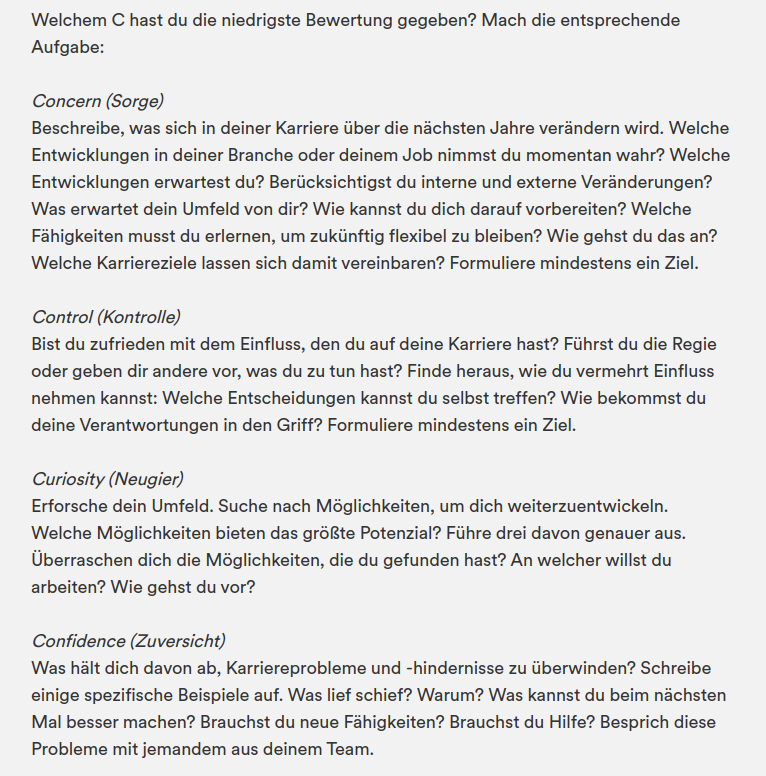 Welchem C hast du die niedrigste Bewertung gegeben? Mach die entsprechende
Aufgabe:
Concern (Sorge)
Beschreibe, was sich in deiner Karriere über die nächsten Jahre verändern wird. Welche
Entwicklungen in deiner Branche oder deinem Job nimmst du momentan wahr? Welche
Entwicklungen erwartest du? Berücksichtigst du interne und externe Veränderungen?
Was erwartet dein Umfeld von dir? Wie kannst du dich darauf vorbereiten? Welche
Fähigkeiten musst du erlernen, um zukünftig flexibel zu bleiben? Wie gehst du das an?
Welche Karriereziele lassen sich damit vereinbaren? Formuliere mindestens ein Ziel.
Control (Kontrolle)
Bist du zufrieden mit dem Einfluss, den du auf deine Karriere hast? Führst du die Regie
oder geben dir andere vor, was du zu tun hast? Finde heraus, wie du vermehrt Einfluss
nehmen kannst: Welche Entscheidungen kannst du selbst treffen? Wie bekommst du
deine Verantwortungen in den Griff? Formuliere mindestens ein Ziel.
Curiosity (Neugier)
Erforsche dein Umfeld. Suche nach Möglichkeiten, um dich weiterzuentwickeln.
Welche Möglichkeiten bieten das größte Potenzial? Führe drei davon genauer aus.
Überraschen dich die Möglichkeiten, die du gefunden hast? An welcher willst du
arbeiten? Wie gehst du vor?
Confidence (Zuversicht)
Was hält dich davon ab, Karriereprobleme und -hindernisse zu überwinden? Schreibe
einige spezifische Beispiele auf. Was lief schief? Warum? Was kannst du beim nächsten
Mal besser machen? Brauchst du neue Fähigkeiten? Brauchst du Hilfe? Besprich diese
Probleme mit jemandem aus deinem Team.